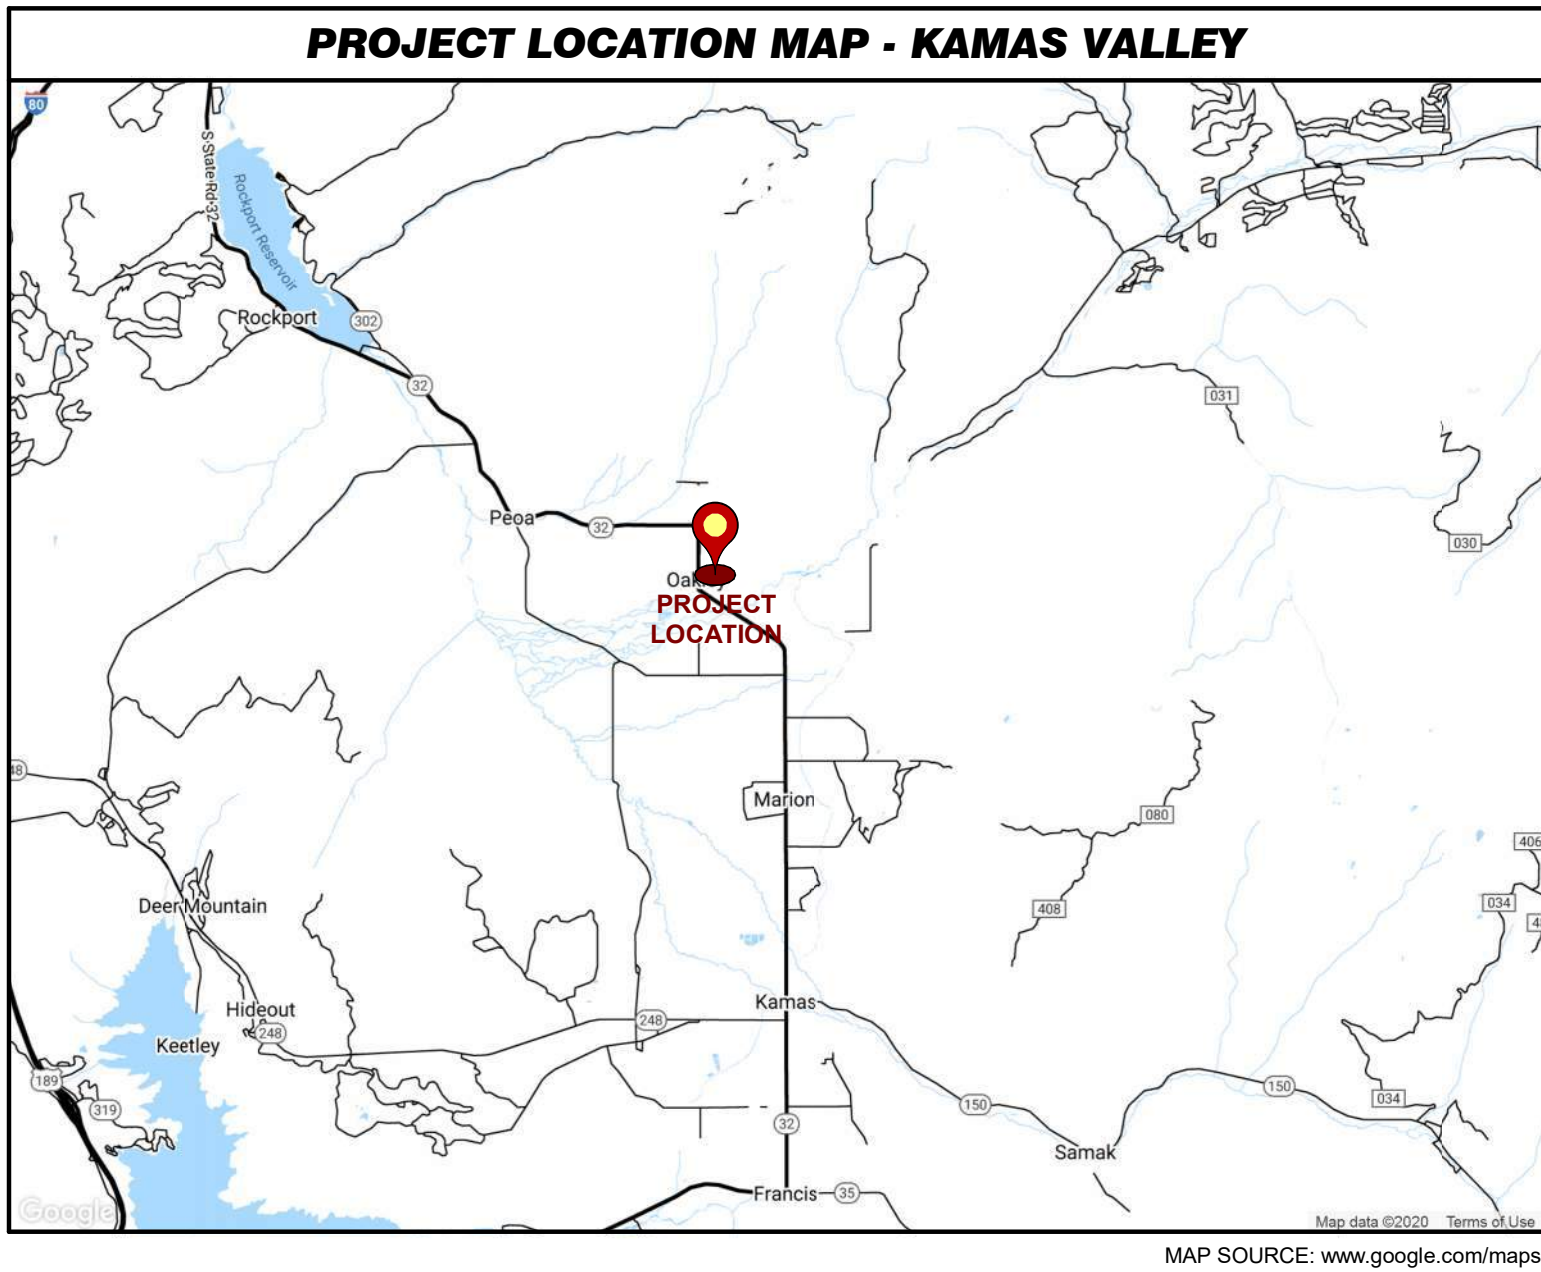 PROJECT LOCATION MAP - KAMAS VALLEY
80
S State Rd 32
Rockport Reservoir
Rockport
302
32
031
Peoa
32
030
Oakley
PROJECT
LOCATION
48
Marion
080
406
Deer Mountain
408
034
Kamas
Hideout
248
248
Keetley
189
319
150
150
034
32
Samak
Francis
35
Google
Map data ©2020 Terms of Use
MAP SOURCE: www.google.com/maps